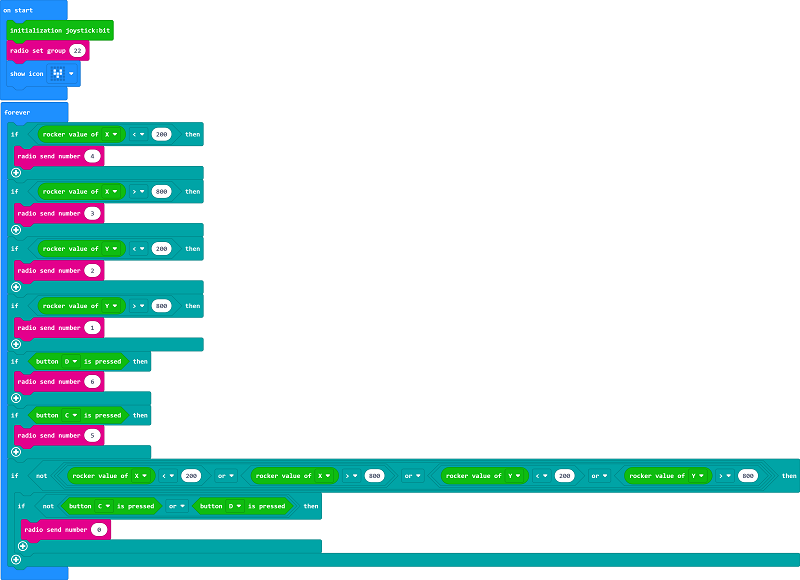 on start
initialization joystick:bit
radio set group 22
show icon
forever
if rocker value of X < 200 then
radio send number 4
if rocker value of X > 800 then
radio send number 3
if rocker value of Y < 200 then
radio send number 2
if rocker value of Y > 800 then
radio send number 1
if button D is pressed then
radio send number 6
if button C is pressed then
radio send number 5
if not rocker value of X < 200 or rocker value of X > 800 or rocker value of Y < 200 or rocker value of Y > 800 then
if not button C is pressed or button D is pressed then
radio send number 0